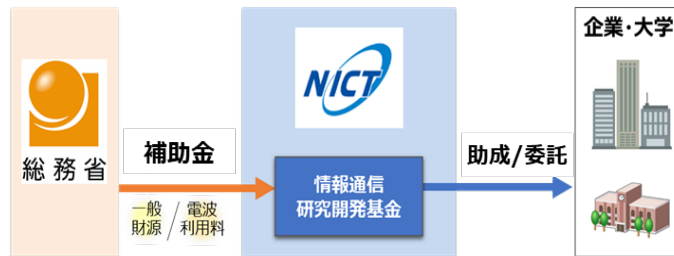 総務省
補助金
一般
財源
/
電波
利用料
NICT
情報通信
研究開発基金
助成/委託
企業・大学